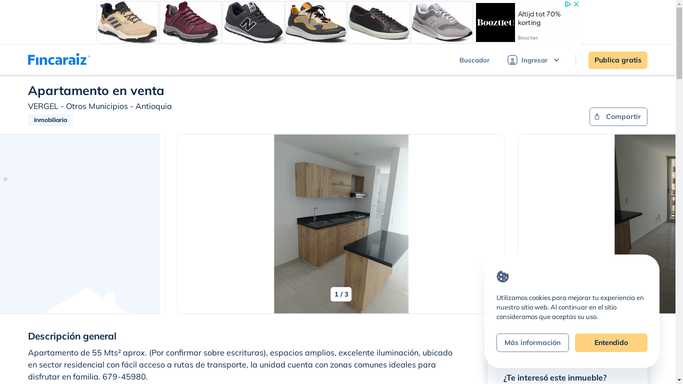 Altijd tot 70%
korting
Booztlet
Boozt.ler
Fincaraiz
Buscador
Ingresar
Publica gratis
Apartamento en venta
VERGEL - Otros Municipios - Antioquia
Inmobiliaria
Compartir
1 / 3
Utilizamos cookies para mejorar tu experiencia en
nuestro sitio web. Al continuar en el sitio
consideramos que aceptas su uso.
Más información
Entendido
Descripción general
Apartamento de 55 Mts² aprox. (Por confirmar sobre escrituras), espacios amplios, excelente iluminación, ubicado
en sector residencial con fácil acceso a rutas de transporte, la unidad cuenta con zonas comunes ideales para
disfrutar en familia. 679-45980.
¿Te interesó este inmueble?